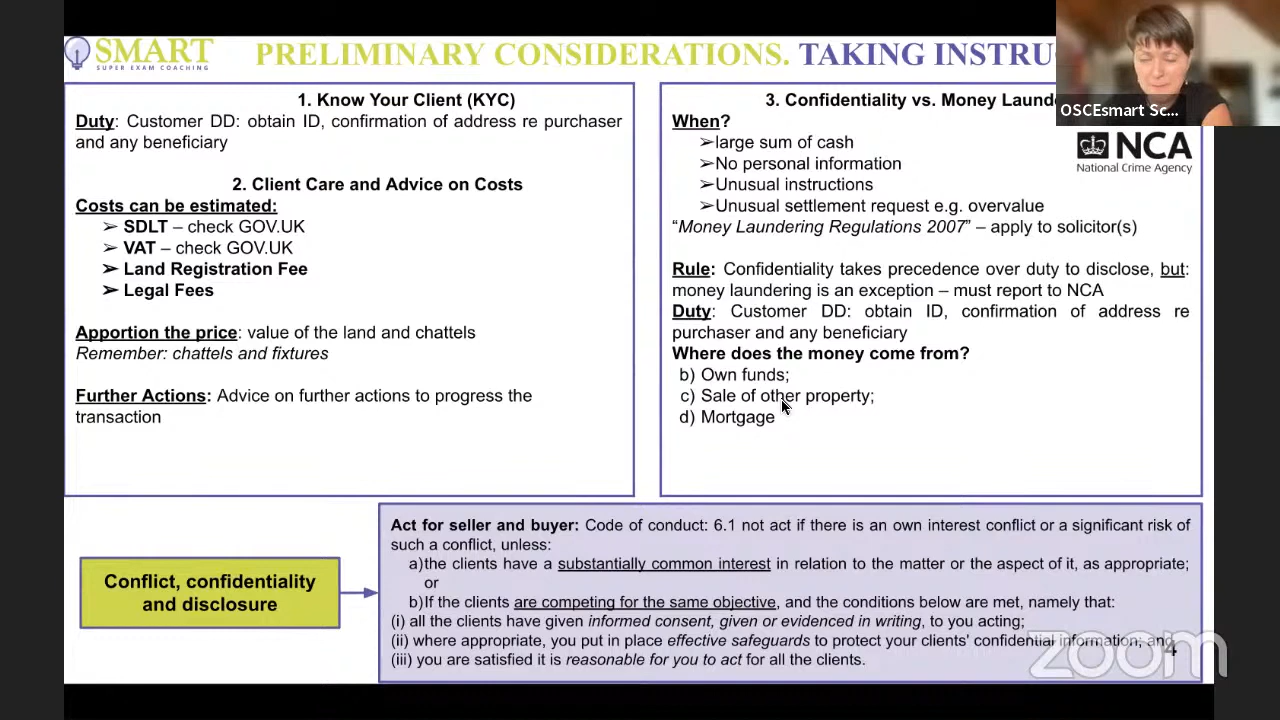 SMART
SUPER EXAM COACHING
PRELIMINARY CONSIDERATIONS. TAKING INSTRUC
OSCEsmart Sc...
1. Know Your Client (KYC)
Duty: Customer DD: obtain ID, confirmation of address re purchaser
and any beneficiary
2. Client Care and Advice on Costs
Costs can be estimated:
➢ SDLT – check GOV.UK
➢ VAT – check GOV.UK
➢ Land Registration Fee
➢ Legal Fees
Apportion the price: value of the land and chattels
Remember: chattels and fixtures
Further Actions: Advice on further actions to progress the
transaction
3. Confidentiality vs. Money Launde
When?
➢large sum of cash
➢No personal information
➢Unusual instructions
➢Unusual settlement request e.g. overvalue
NCA
National Crime Agency
“Money Laundering Regulations 2007” – apply to solicitor(s)
Rule: Confidentiality takes precedence over duty to disclose, but:
money laundering is an exception – must report to NCA
Duty: Customer DD: obtain ID, confirmation of address re
purchaser and any beneficiary
Where does the money come from?
b) Own funds;
c) Sale of other property;
d) Mortgage
Conflict, confidentiality
and disclosure
Act for seller and buyer: Code of conduct: 6.1 not act if there is an own interest conflict or a significant risk of
such a conflict, unless:
a)the clients have a substantially common interest in relation to the matter or the aspect of it, as appropriate;
or
b)If the clients are competing for the same objective, and the conditions below are met, namely that:
(i) all the clients have given informed consent, given or evidenced in writing, to you acting;
(ii) where appropriate, you put in place effective safeguards to protect your clients' confidential information; and
(iii) you are satisfied it is reasonable for you to act for all the clients.
4
zoom